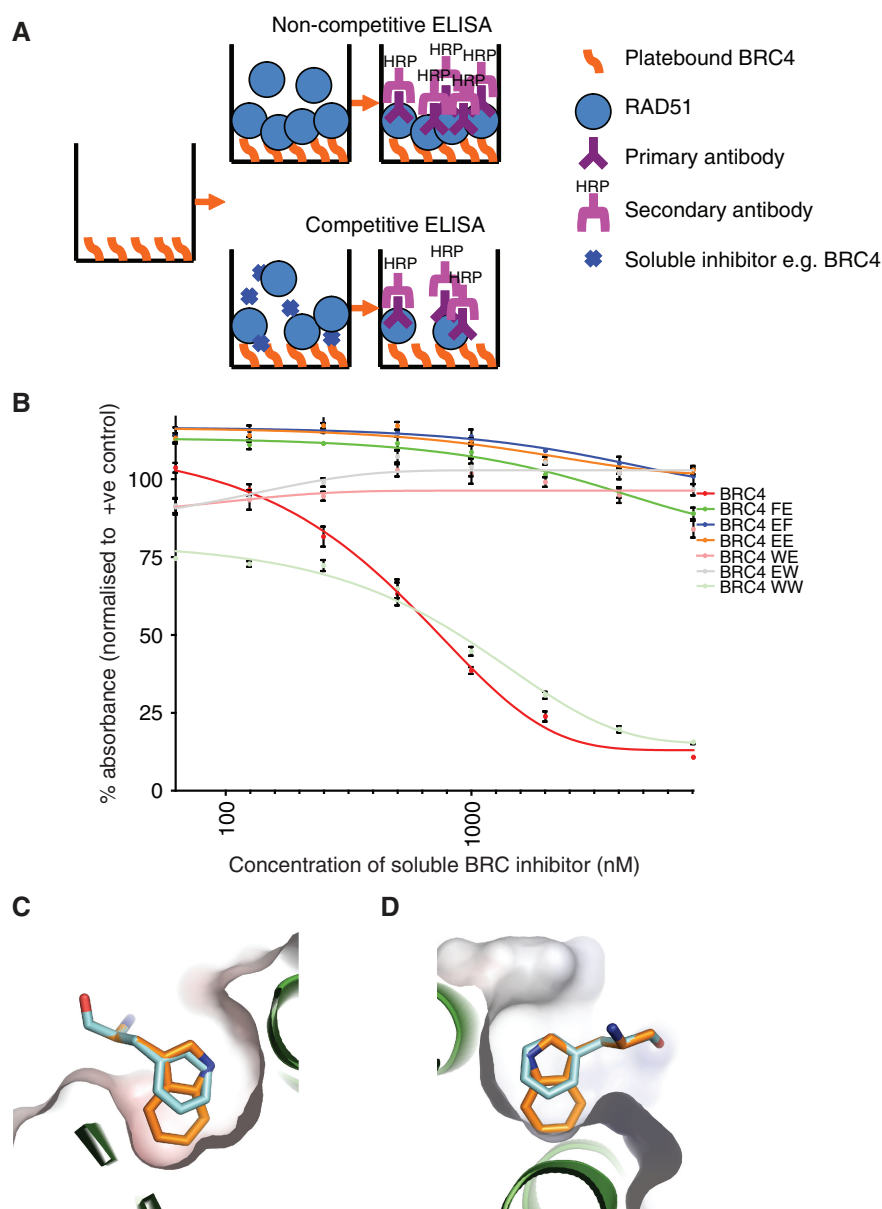 A
Non-competitive ELISA
HRP
HRP
HRP
HRP
HRP
Platebound BRC4
RAD51
Primary antibody
HRP
Secondary antibody
Soluble inhibitor e.g. BRC4
Competitive ELISA
HRP
HRP
HRP
B
% absorbance (normalised to +ve control)
100
75
50
25
0
100
1000
Concentration of soluble BRC inhibitor (nM)
BRC4
BRC4 FE
BRC4 EF
BRC4 EE
BRC4 WE
BRC4 EW
BRC4 WW
C
D